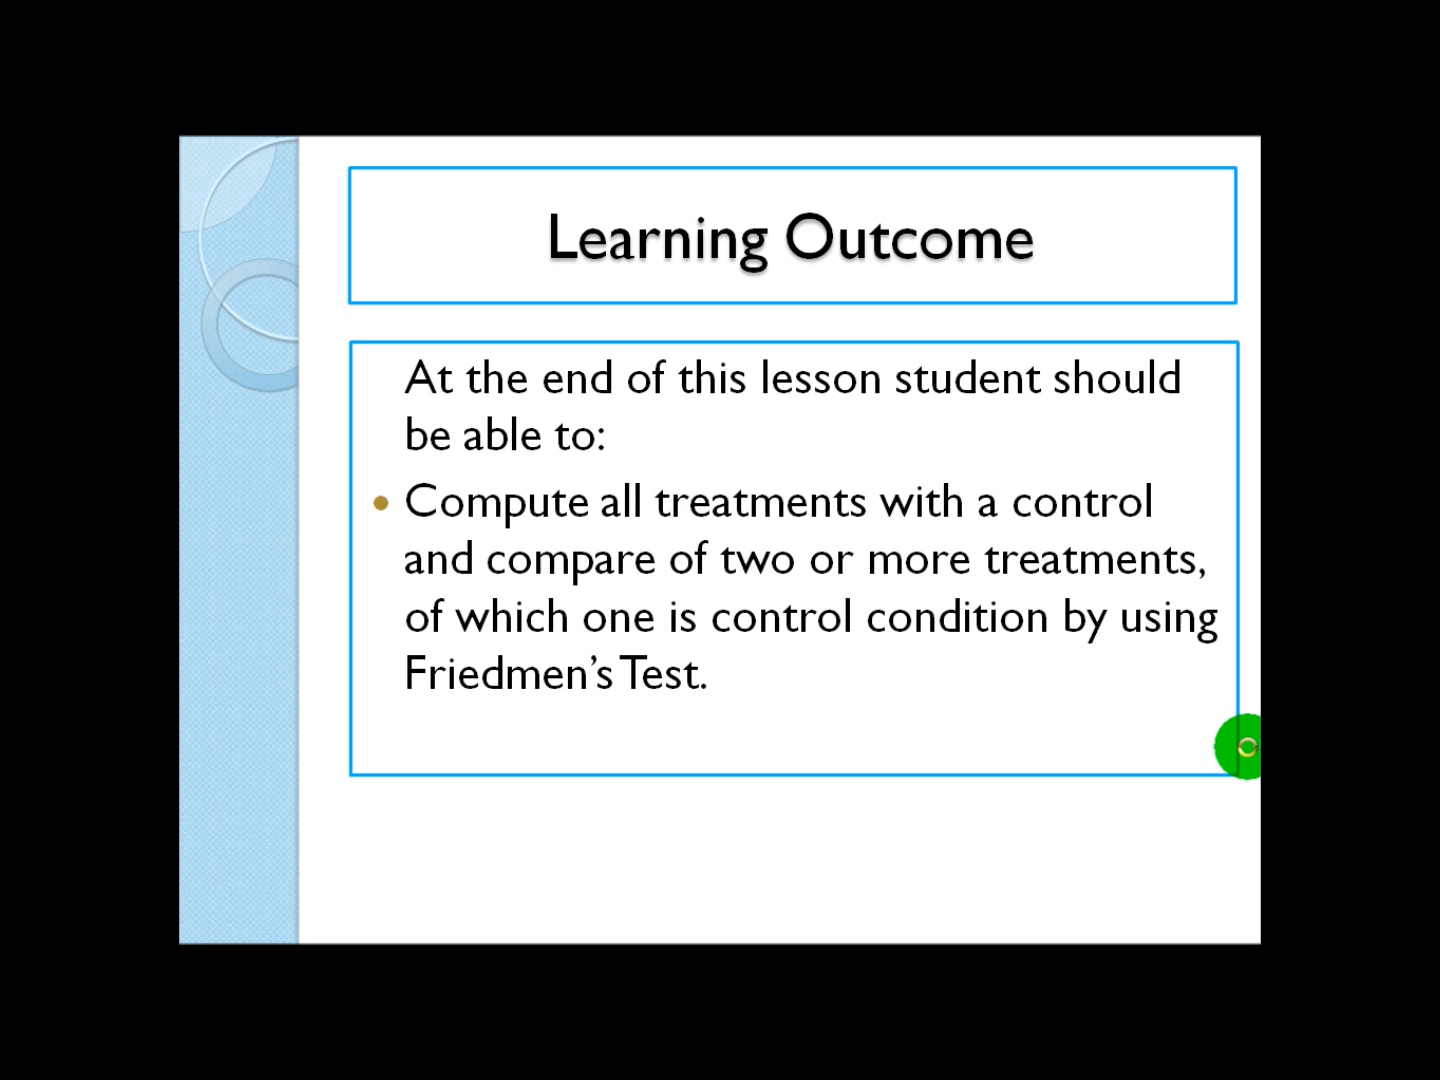 Learning Outcome
At the end of this lesson student should
be able to:
• Compute all treatments with a control
and compare of two or more treatments,
of which one is control condition by using
Friedmen’s Test.